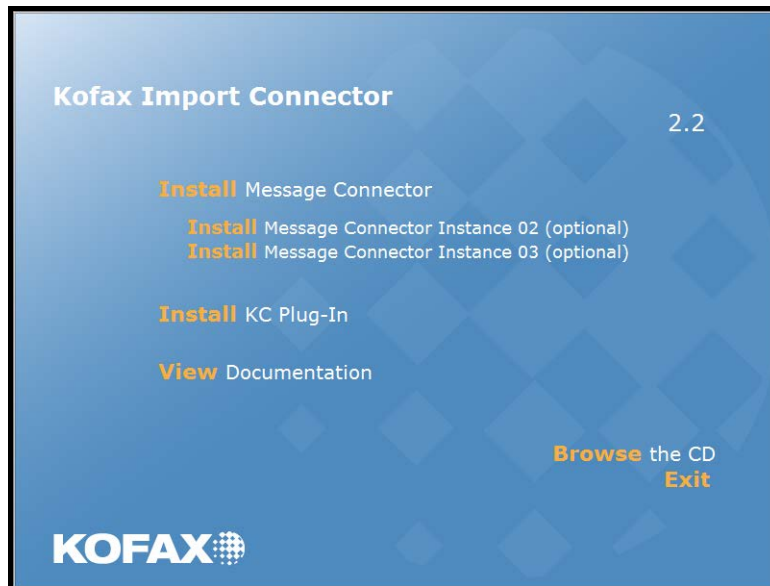 Kofax Import Connector
2.2
Install Message Connector
Install Message Connector Instance 02 (optional)
Install Message Connector Instance 03 (optional)
Install KC Plug-In
View Documentation
Browse the CD
Exit
KOFAX